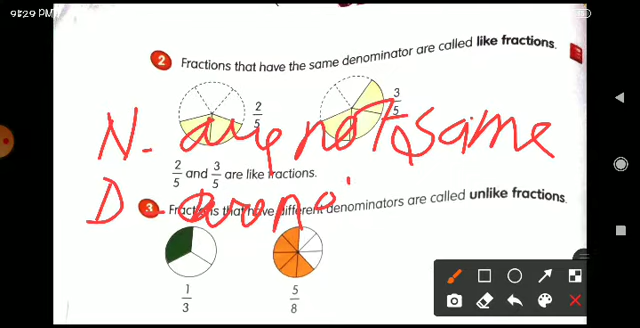 9:29 PM
2 Fractions that have the same denominator are called like fractions.
2/5
3/5
N. are not same
2/5 and 3/5 are like fractions.
D are no
3 Fractions that have different denominators are called unlike fractions.
1/3
5/8